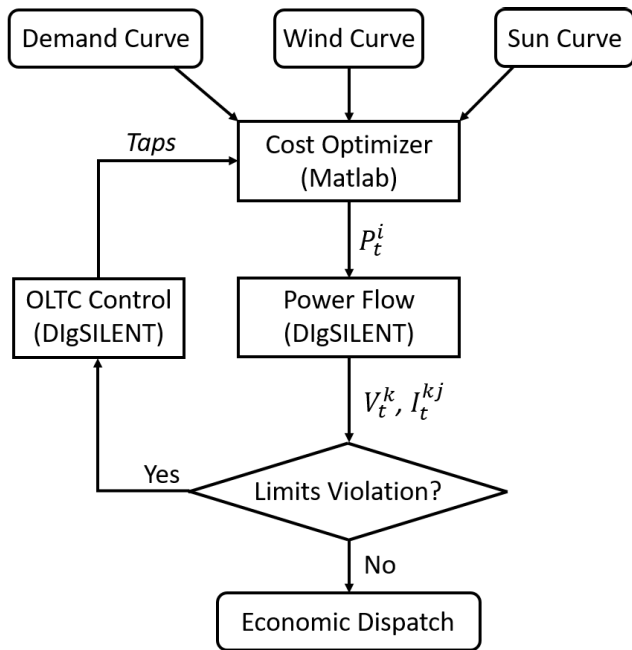 Demand Curve
Wind Curve
Sun Curve
Taps
Cost Optimizer
(Matlab)
$P_t^i$
OLTC Control
(DIgSILENT)
Power Flow
(DIgSILENT)
$V_t^k, I_t^{kj}$
Yes
Limits Violation?
No
Economic Dispatch